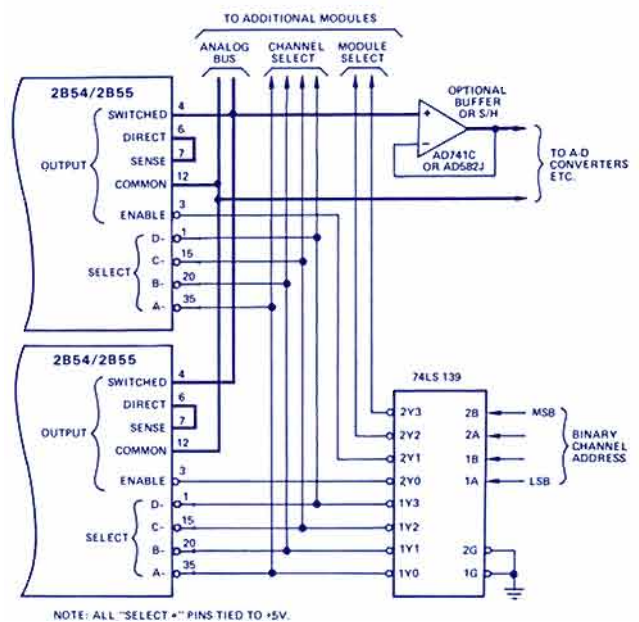 TO ADDITIONAL MODULES
ANALOG BUS
CHANNEL SELECT
MODULE SELECT
2B54/2B55
OUTPUT
SWITCHED 4
DIRECT 6
SENSE 7
COMMON 12
ENABLE 3
SELECT
D- 1
C- 15
B- 20
A- 35
OPTIONAL
BUFFER
OR S/H
+
−
AD741C
OR AD582J
TO A-D
CONVERTERS
ETC.
2B54/2B55
OUTPUT
SWITCHED 4
DIRECT 6
SENSE 7
COMMON 12
ENABLE 3
SELECT
D- 1
C- 15
B- 20
A- 35
74LS 139
2Y3 2B MSB
2Y2 2A
2Y1 1B
2Y0 1A LSB
1Y3
1Y2
1Y1 2G
1Y0 1G
BINARY
CHANNEL
ADDRESS
NOTE: ALL "SELECT +" PINS TIED TO +5V.